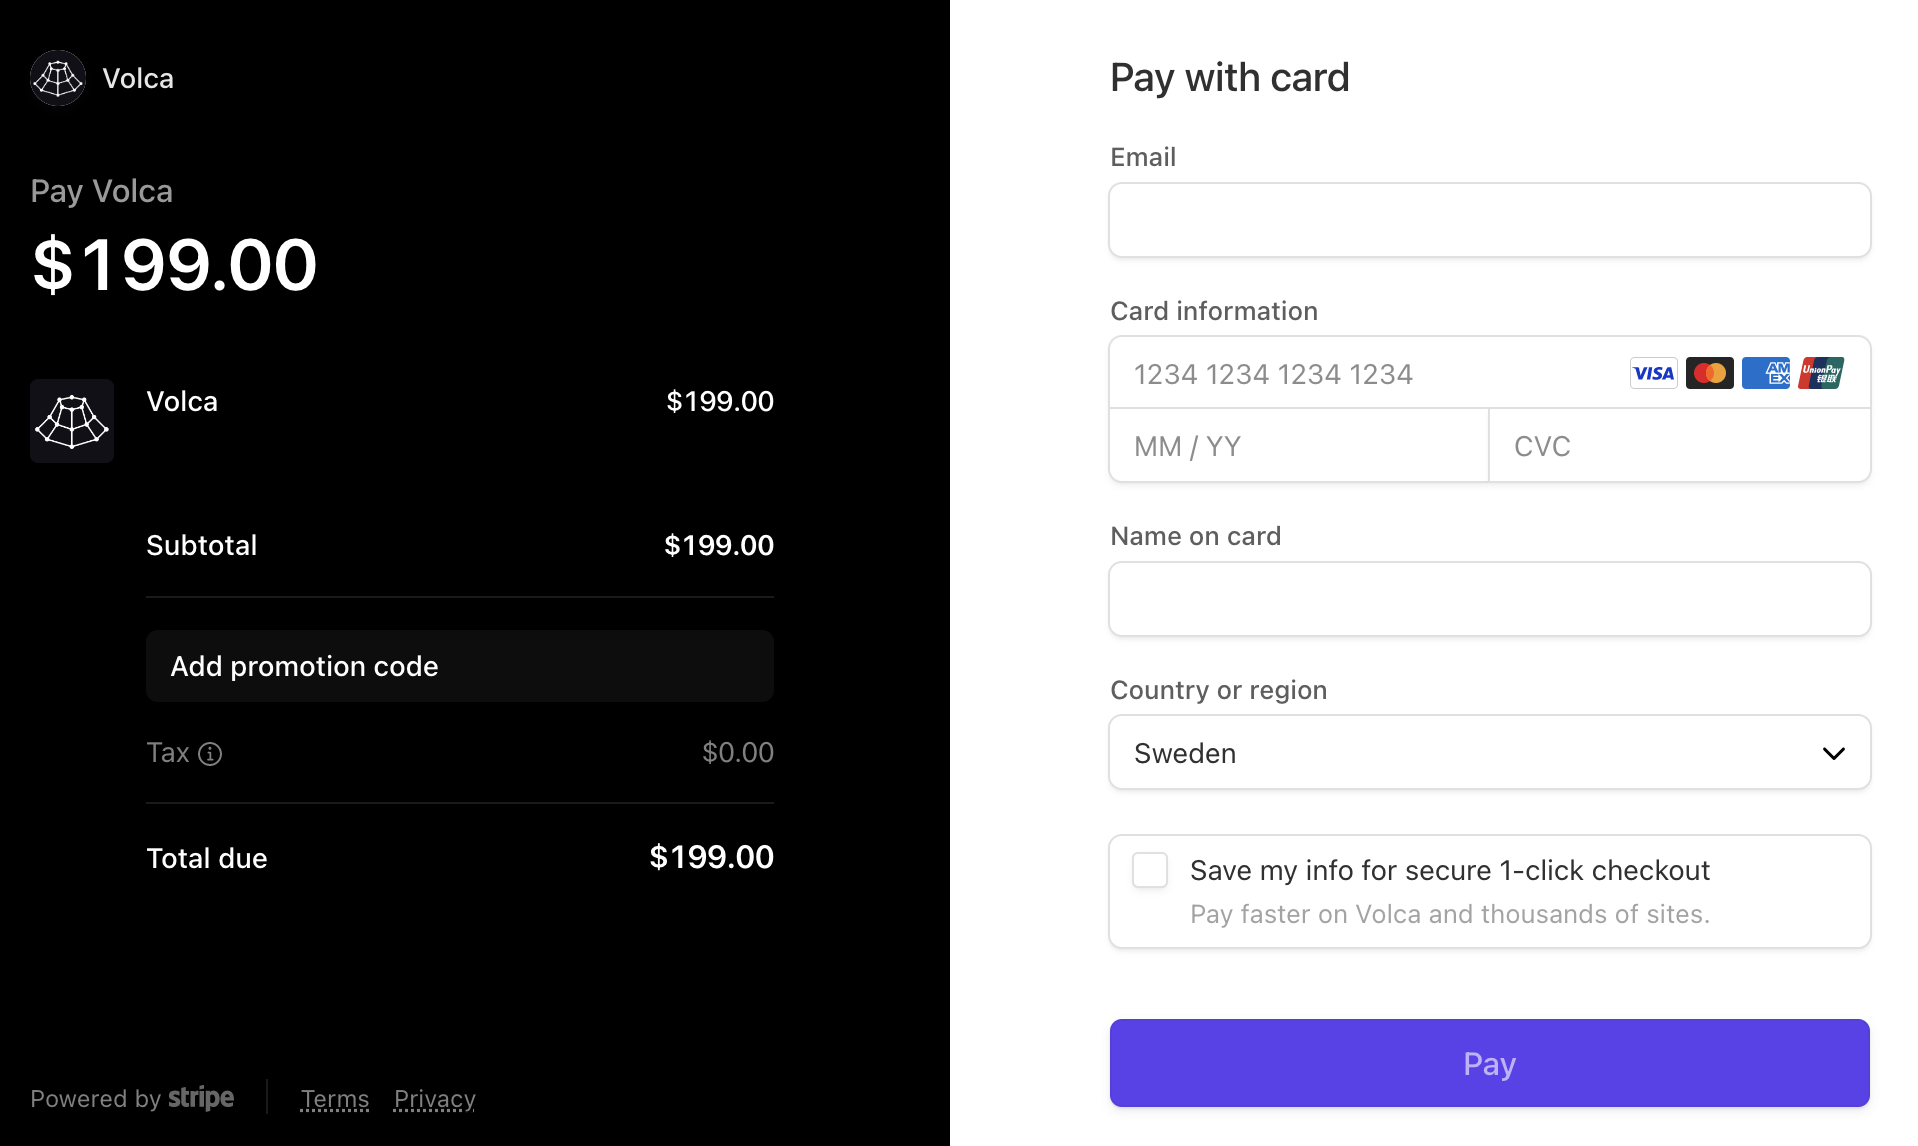 Volca
Pay Volca
$199.00
Volca $199.00
Subtotal $199.00
Add promotion code
Tax $0.00
Total due $199.00
Powered by stripe Terms Privacy
Pay with card
Email
Card information
1234 1234 1234 1234 VISA AMEX UnionPay 银联
MM / YY CVC
Name on card
Country or region
Sweden
Save my info for secure 1-click checkout
Pay faster on Volca and thousands of sites.
Pay